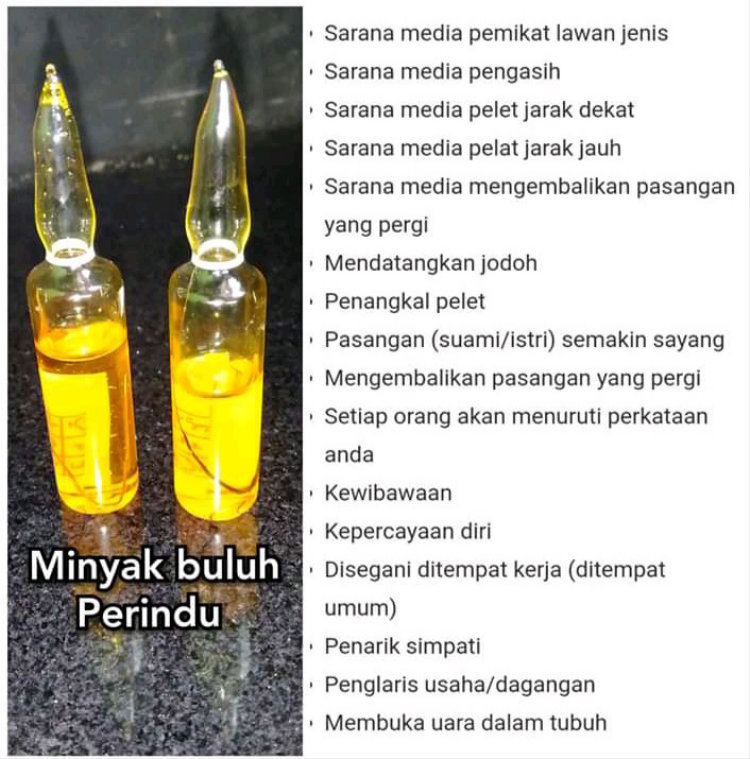 Sarana media pemikat lawan jenis
Sarana media pengasih
Sarana media pelet jarak dekat
Sarana media pelat jarak jauh
Sarana media mengembalikan pasangan
yang pergi
Mendatangkan jodoh
Penangkal pelet
Pasangan (suami/istri) semakin sayang
Mengembalikan pasangan yang pergi
Setiap orang akan menuruti perkataan
anda
Kewibawaan
Kepercayaan diri
Disegani ditempat kerja (ditempat
umum)
Penarik simpati
Penglaris usaha/dagangan
Membuka uara dalam tubuh
Minyak buluh
Perindu